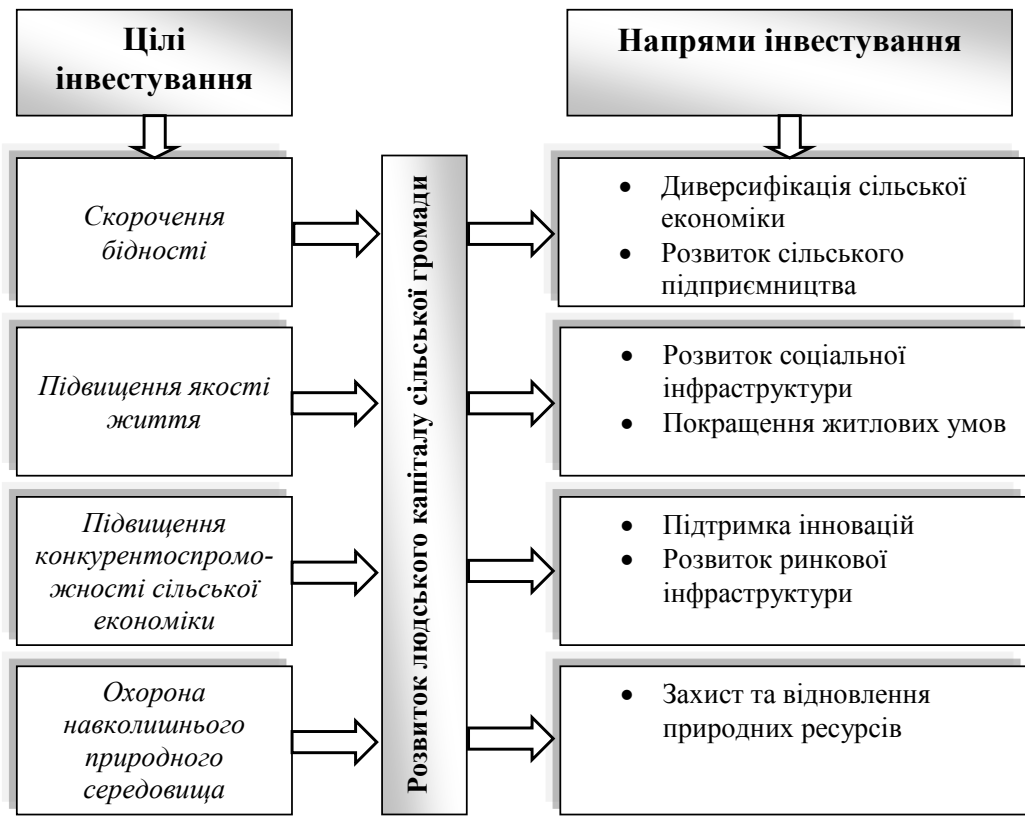 Цілі
інвестування
Напрями інвестування
Скорочення
бідності
Розвиток людського капіталу сільської громади
• Диверсифікація сільської
економіки
• Розвиток сільського
підприємництва
Підвищення якості
життя
• Розвиток соціальної
інфраструктури
• Покращення житлових умов
Підвищення
конкурентоспромо-
жності сільської
економіки
• Підтримка інновацій
• Розвиток ринкової
інфраструктури
Охорона
навколишнього
природного
середовища
• Захист та відновлення
природних ресурсів